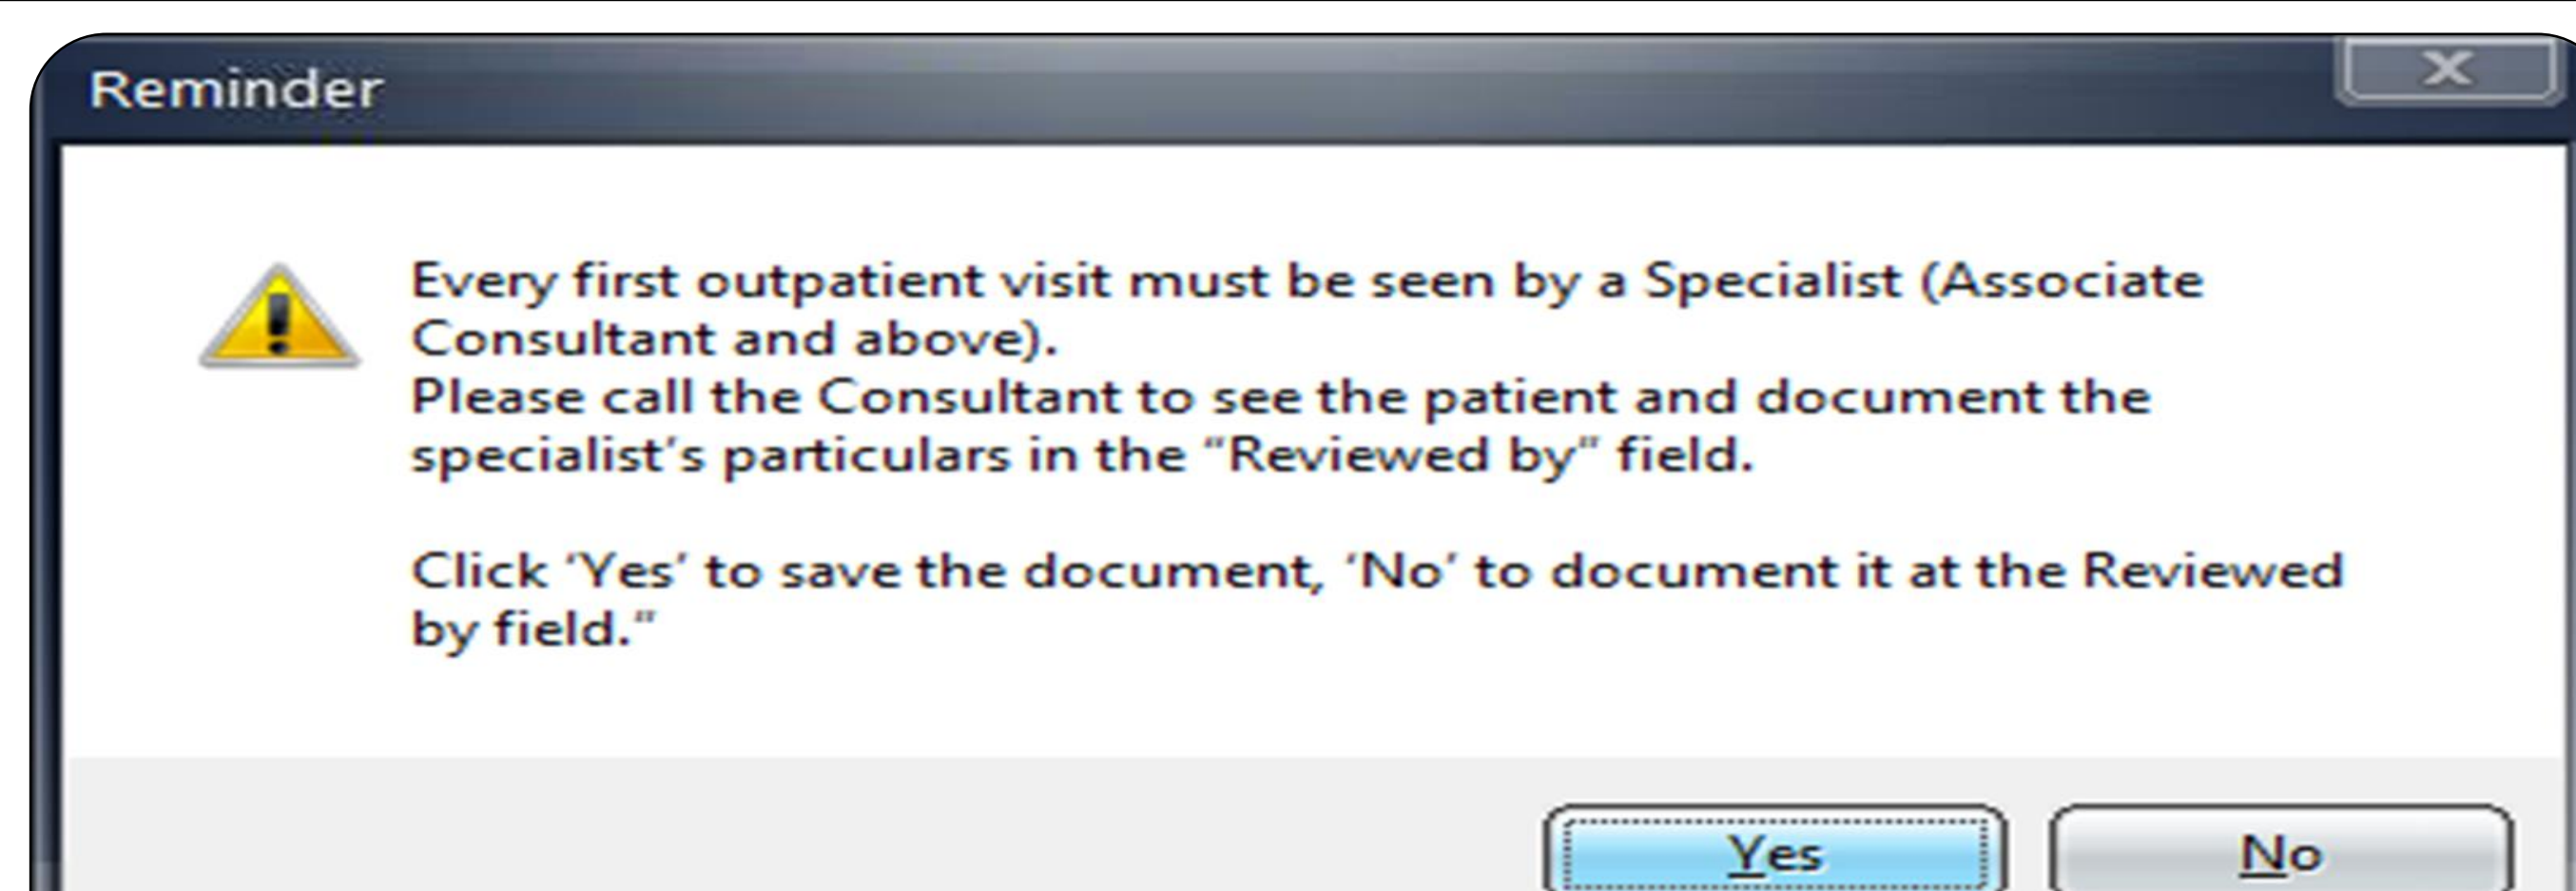 Reminder
Every first outpatient visit must be seen by a Specialist (Associate
Consultant and above).
Please call the Consultant to see the patient and document the
specialist's particulars in the “Reviewed by” field.
Click ‘Yes’ to save the document, ‘No’ to document it at the Reviewed
by field.”
Yes
No